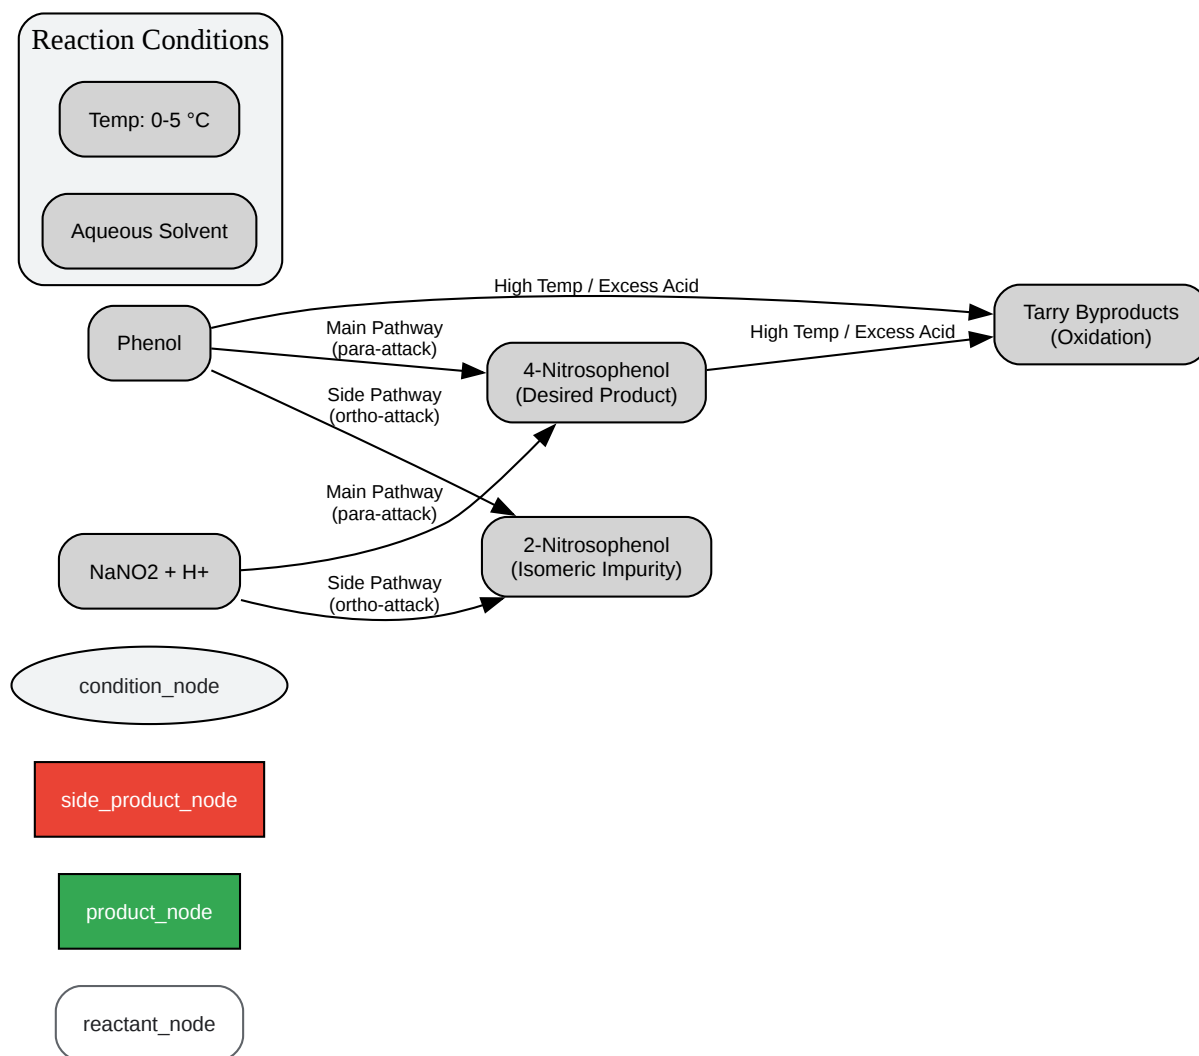 Reaction Conditions
Temp: 0-5 °C
Aqueous Solvent
High Temp / Excess Acid
Phenol
Main Pathway
(para-attack)
Side Pathway
(ortho-attack)
4-Nitrosophenol
(Desired Product)
High Temp / Excess Acid
Tarry Byproducts
(Oxidation)
Main Pathway
(para-attack)
NaNO2 + H+
Side Pathway
(ortho-attack)
2-Nitrosophenol
(Isomeric Impurity)
condition_node
side_product_node
product_node
reactant_node